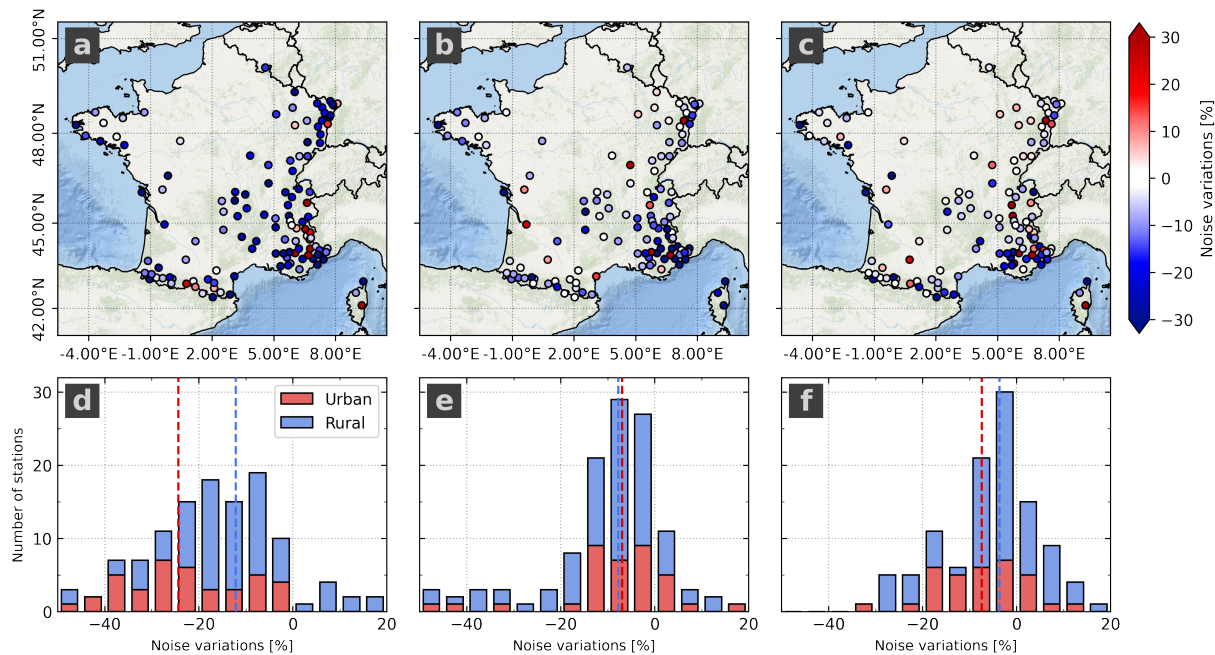 a
b
c
51.00°N
48.00°N
45.00°N
42.00°N
-4.00°E -1.00°E 2.00°E 5.00°E 8.00°E
-4.00°E -1.00°E 2.00°E 5.00°E 8.00°E
-4.00°E -1.00°E 2.00°E 5.00°E 8.00°E
30
20
10
0
−10
−20
−30
Noise variations [%]
d
e
f
Urban
Rural
30
20
10
0
Number of stations
−40 −20 0 20
−40 −20 0 20
−40 −20 0 20
Noise variations [%]
Noise variations [%]
Noise variations [%]